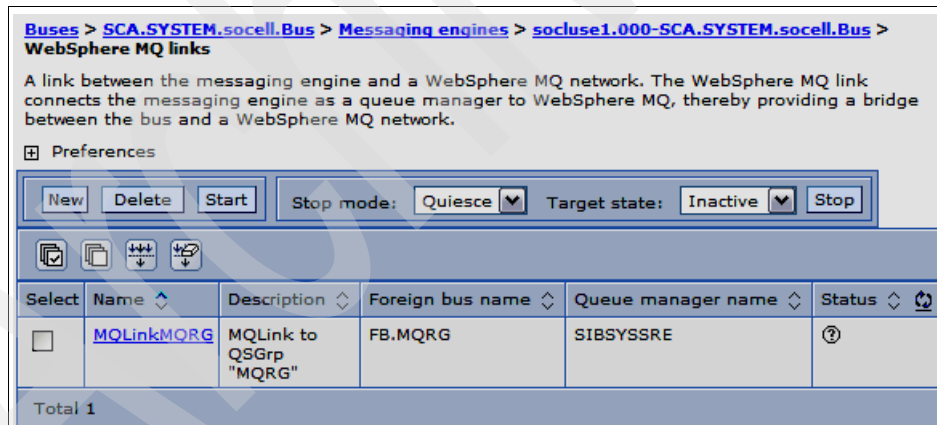 Buses > SCA.SYSTEM.socell.Bus > Messaging engines > socluse1.000-SCA.SYSTEM.socell.Bus >
WebSphere MQ links
A link between the messaging engine and a WebSphere MQ network. The WebSphere MQ link
connects the messaging engine as a queue manager to WebSphere MQ, thereby providing a bridge
between the bus and a WebSphere MQ network.
Preferences
New Delete Start Stop mode: Quiesce Target state: Inactive Stop
Select Name Description Foreign bus name Queue manager name Status
MQLinkMQRG MQLink to FB.MQRG SIBSYSSRE ?
QSGrp
"MQRG"
Total 1